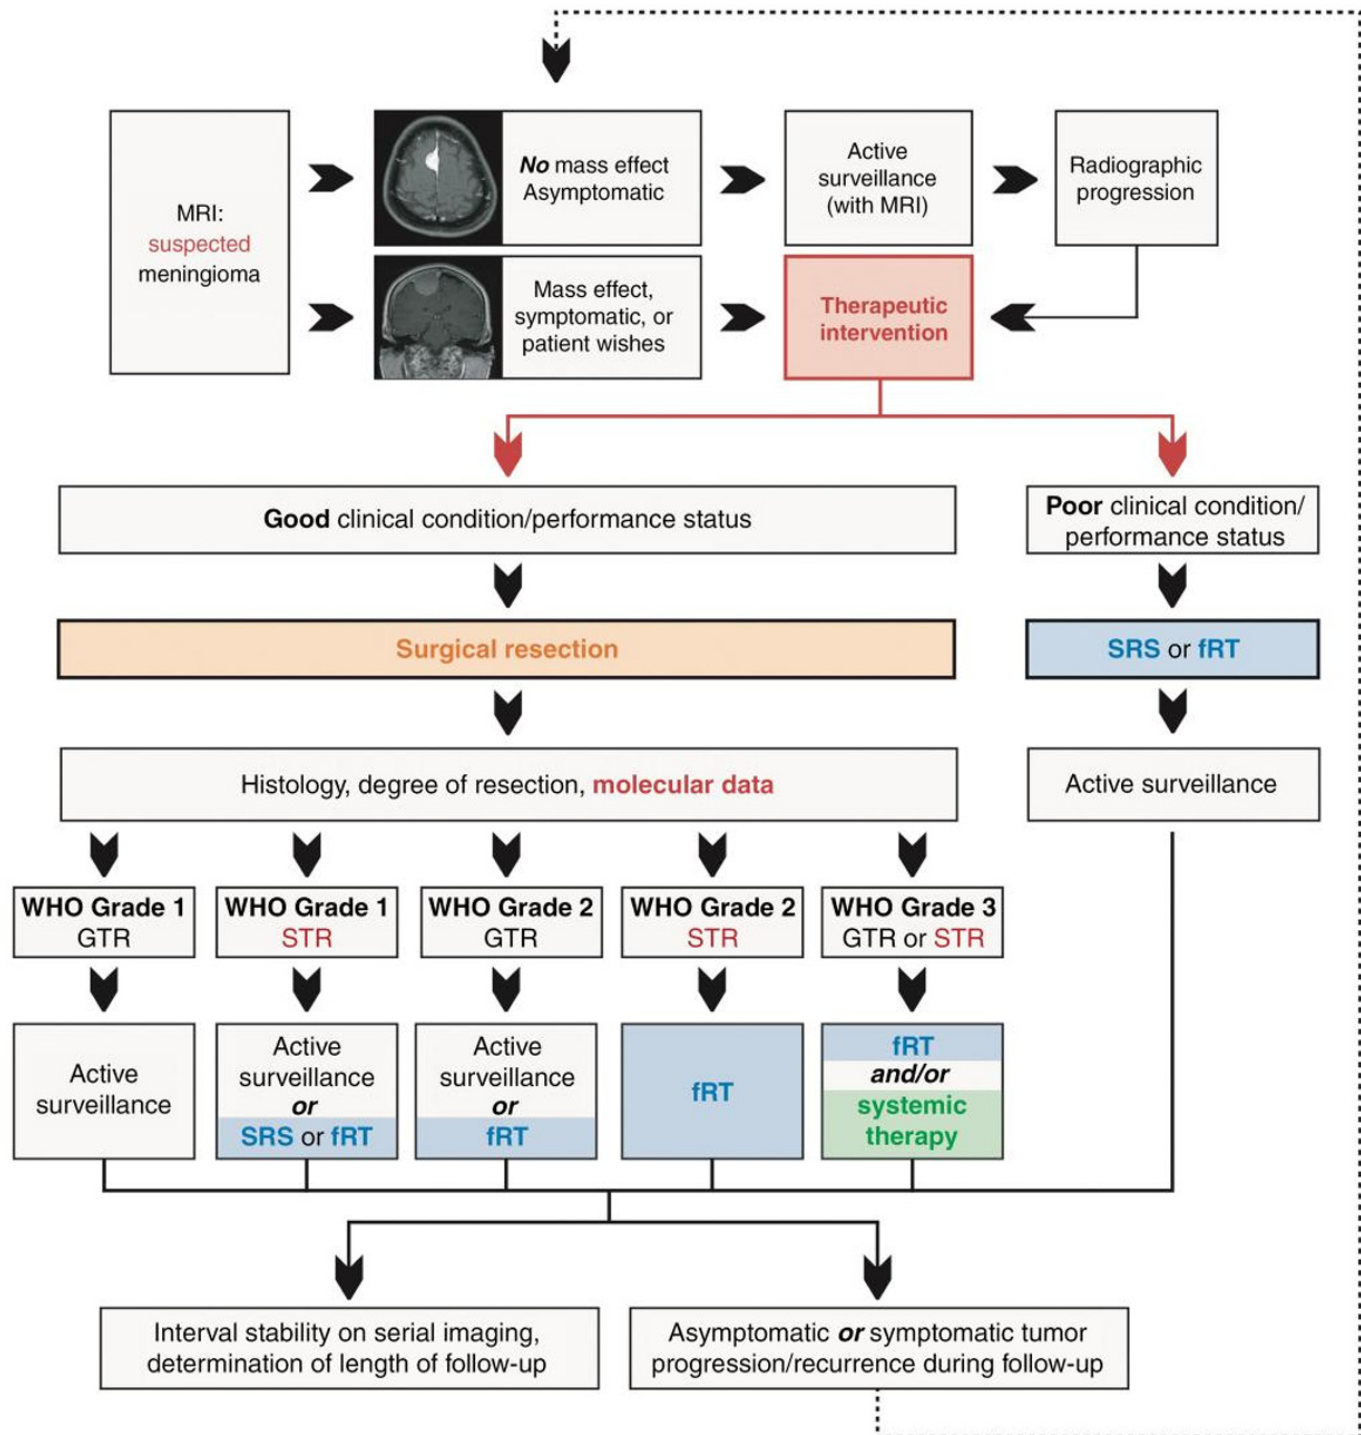 MRI:
suspected
meningioma
No mass effect
Asymptomatic
Active
surveillance
(with MRI)
Radiographic
progression
Mass effect,
symptomatic, or
patient wishes
Therapeutic
intervention
Good clinical condition/performance status
Poor clinical condition/
performance status
Surgical resection
SRS or fRT
Histology, degree of resection, molecular data
Active surveillance
WHO Grade 1
GTR
WHO Grade 1
STR
WHO Grade 2
GTR
WHO Grade 2
STR
WHO Grade 3
GTR or STR
Active
surveillance
Active
surveillance
or
SRS or fRT
Active
surveillance
or
fRT
fRT
fRT
and/or
systemic
therapy
Interval stability on serial imaging,
determination of length of follow-up
Asymptomatic or symptomatic tumor
progression/recurrence during follow-up